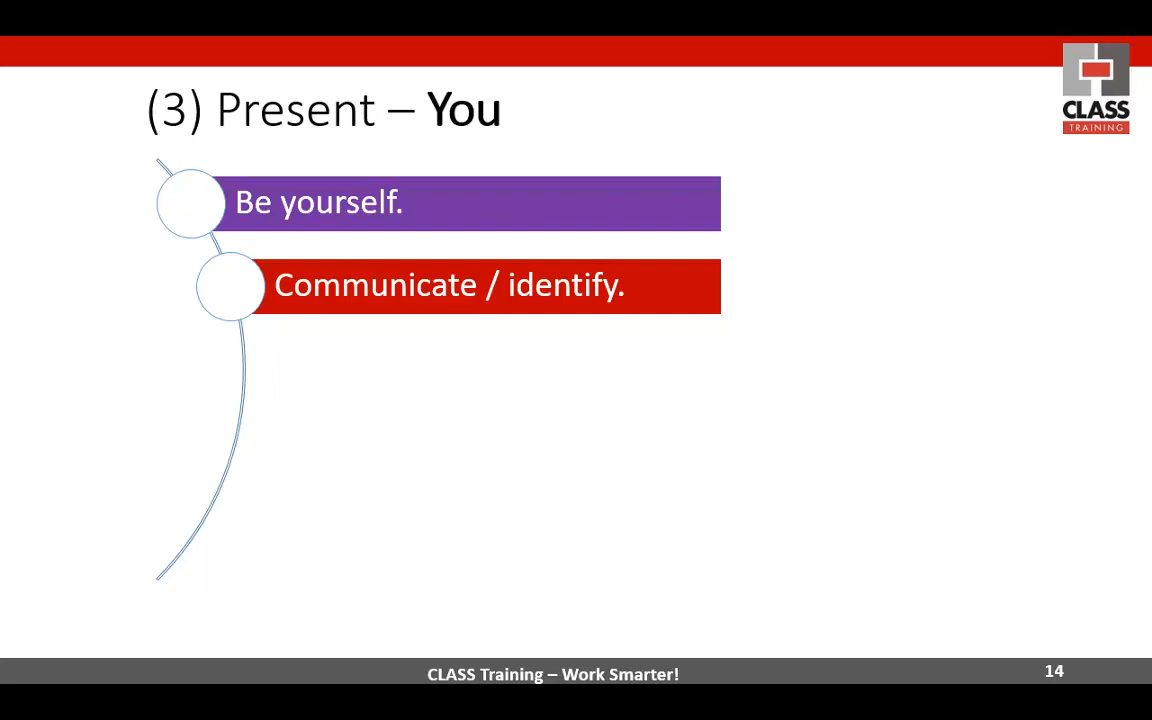 CLASS
TRAINING
(3) Present – You
Be yourself.
Communicate / identify.
CLASS Training – Work Smarter!
14